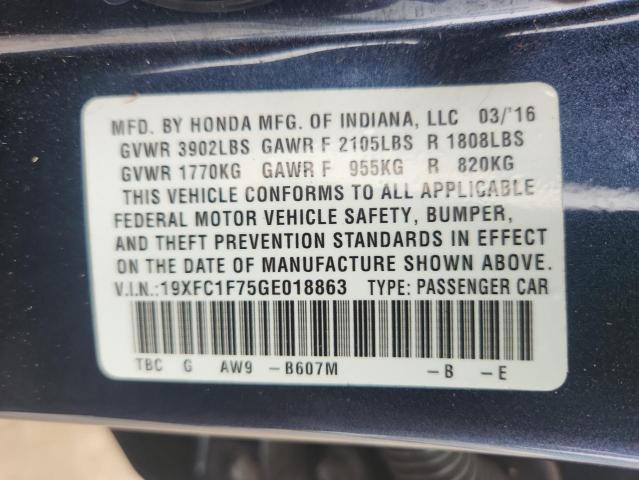 MFD. BY HONDA MFG. OF INDIANA, LLC 03/'16
GVWR 3902LBS GAWR F 2105LBS R 1808LBS
GVWR 1770KG GAWR F 955KG R 820KG
THIS VEHICLE CONFORMS TO ALL APPLICABLE
FEDERAL MOTOR VEHICLE SAFETY, BUMPER,
AND THEFT PREVENTION STANDARDS IN EFFECT
ON THE DATE OF MANUFACTURE SHOWN ABOVE.
V.I.N.:19XFC1F75GE018863 TYPE: PASSENGER CAR
TBC G AW9 -B607M -B -E